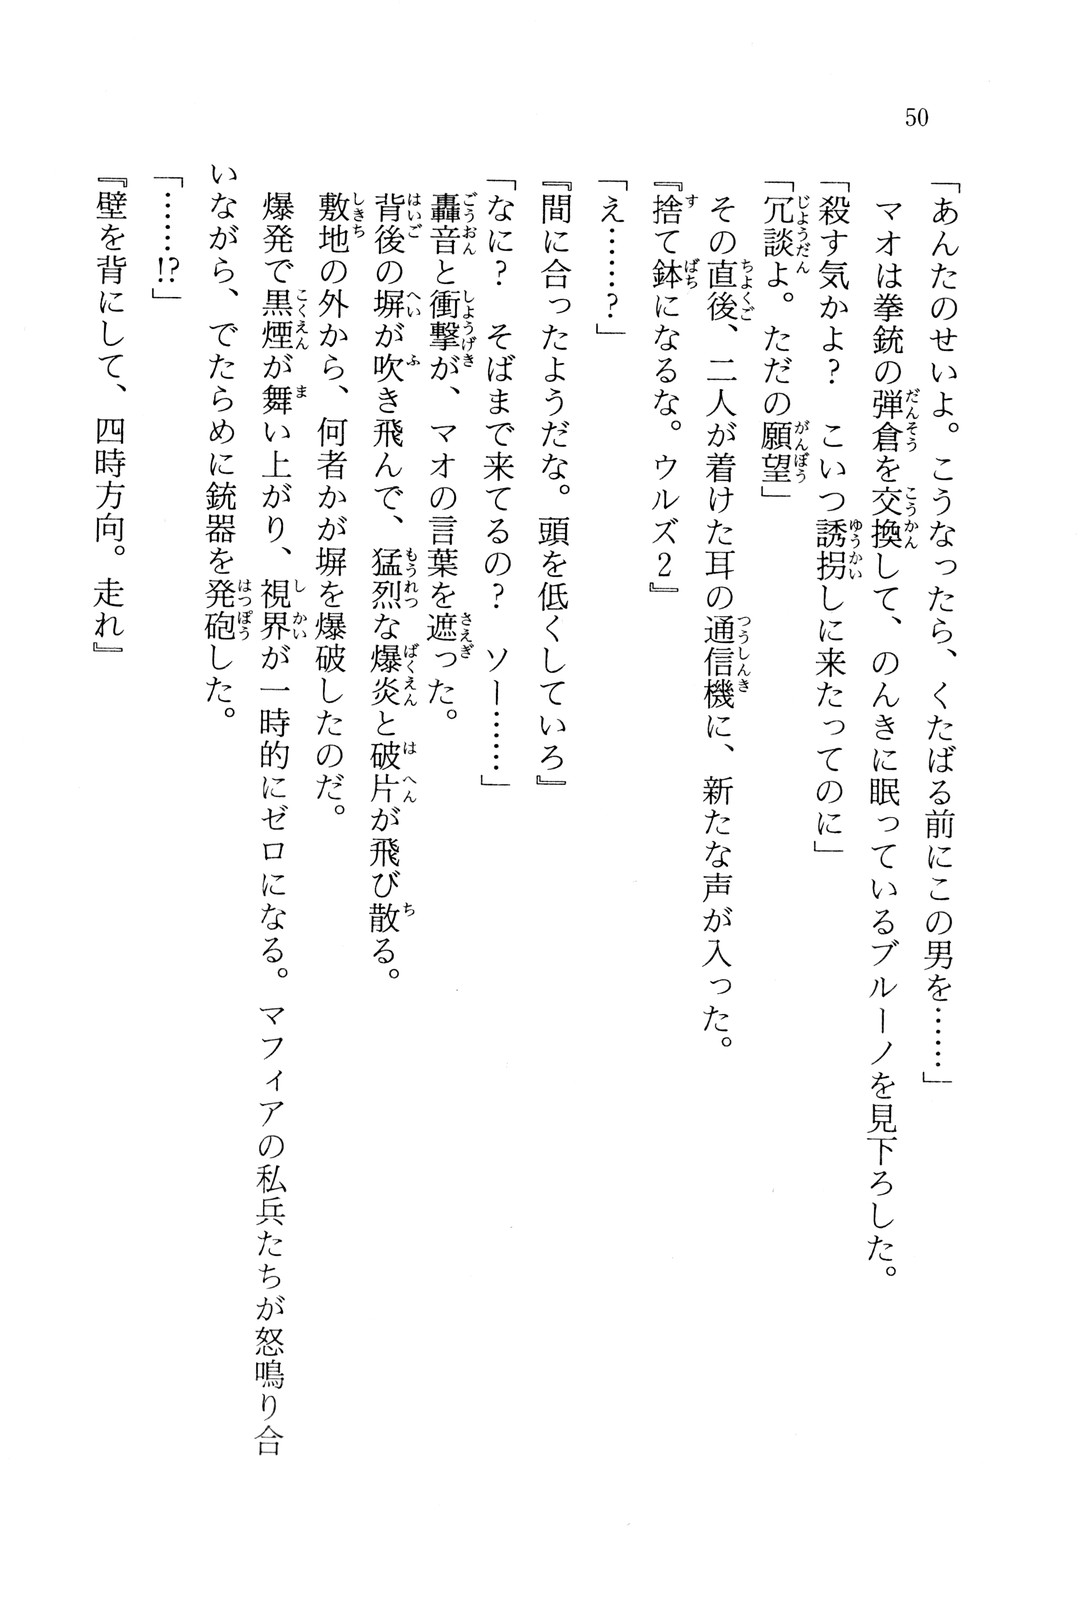 50
「あんたのせいよ。こうなったら、くたばる前にこの男を……」
マオは拳銃の弾倉を交換して、のんきに眠っているブルーノを見下ろした。
「殺す気かよ？　こいつ誘拐しに来たってのに」
「冗談よ。ただの願望」
その直後、二人が着けた耳の通信機に、新たな声が入った。
『捨て鉢になるな。ウルズ２』
「え……？」
『間に合ったようだな。頭を低くしていろ』
「なに？　そばまで来てるの？　ソー……」
轟音と衝撃が、マオの言葉を遮った。
背後の塀が吹き飛んで、猛烈な爆炎と破片が飛び散る。
敷地の外から、何者かが塀を爆破したのだ。
爆発で黒煙が舞い上がり、視界が一時的にゼロになる。マフィアの私兵たちが怒鳴り合
いながら、でたらめに銃器を発砲した。
「……!?」
『壁を背にして、四時方向。走れ』